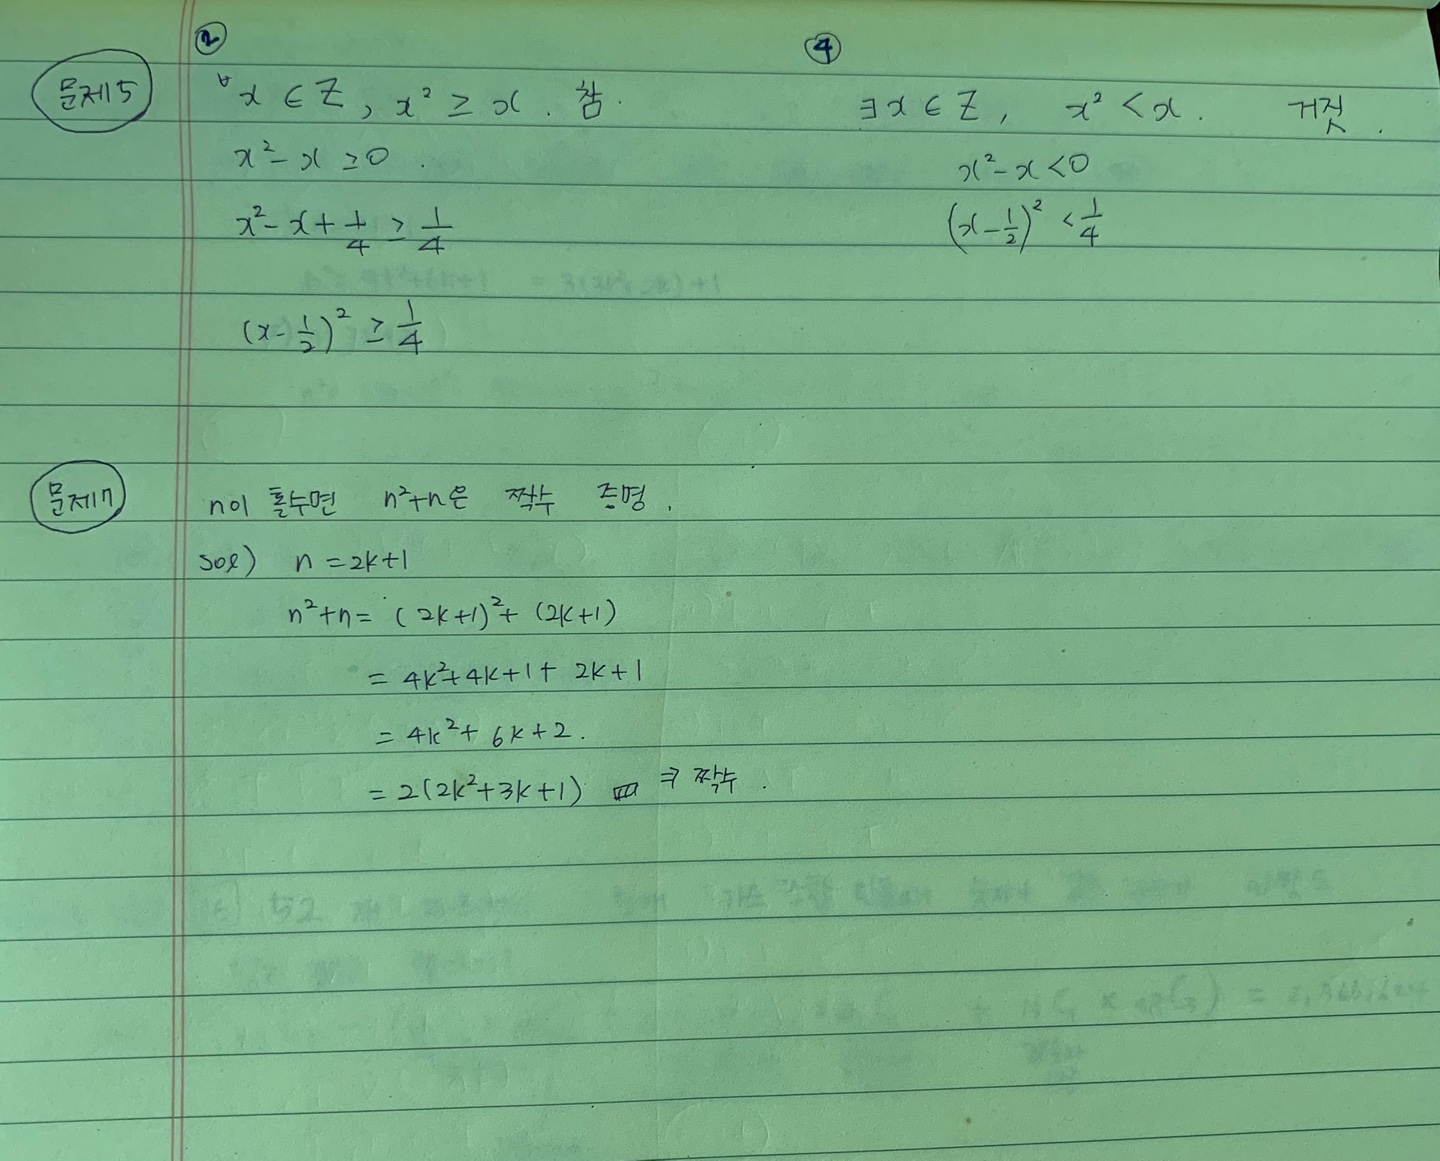 ② ④
문제5 ∀x ∈ Z, x² ≥ x. 참. ∃x ∈ Z, x² < x. 거짓.
x² - x ≥ 0. x² - x < 0
x² - x + 1/4 ≥ 1/4 (x - 1/2)² < 1/4
(x - 1/2)² ≥ 1/4
문제7 n이 홀수면 n²+n은 짝수 증명.
sol) n = 2k+1
n²+n = (2k+1)² + (2k+1)
= 4k²+4k+1+ 2k+1
= 4k²+ 6k+2.
= 2(2k²+3k+1) ⇒ 짝수.